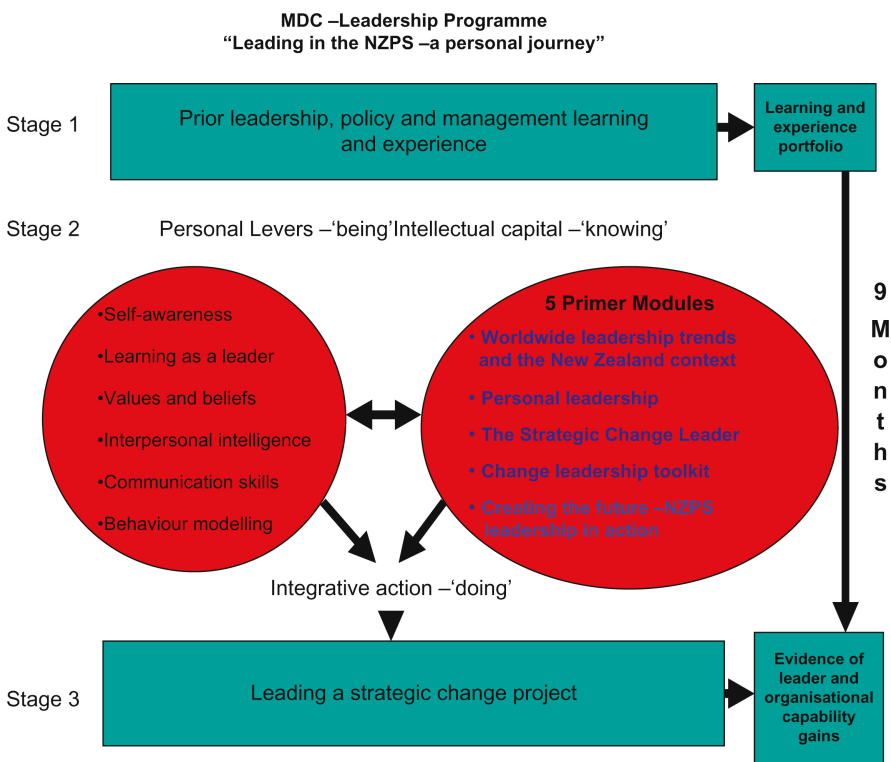 MDC –Leadership Programme
“Leading in the NZPS –a personal journey”
Stage 1
Prior leadership, policy and management learning
and experience
Learning and
experience
portfolio
Stage 2
Personal Levers –‘being’Intellectual capital –‘knowing’
•Self-awareness
•Learning as a leader
•Values and beliefs
•Interpersonal intelligence
•Communication skills
•Behaviour modelling
5 Primer Modules
• Worldwide leadership trends
and the New Zealand context
• Personal leadership
• The Strategic Change Leader
• Change leadership toolkit
• Creating the future –NZPS
leadership in action
9
M
o
n
t
h
s
Integrative action –‘doing’
Stage 3
Leading a strategic change project
Evidence of
leader and
organisational
capability
gains